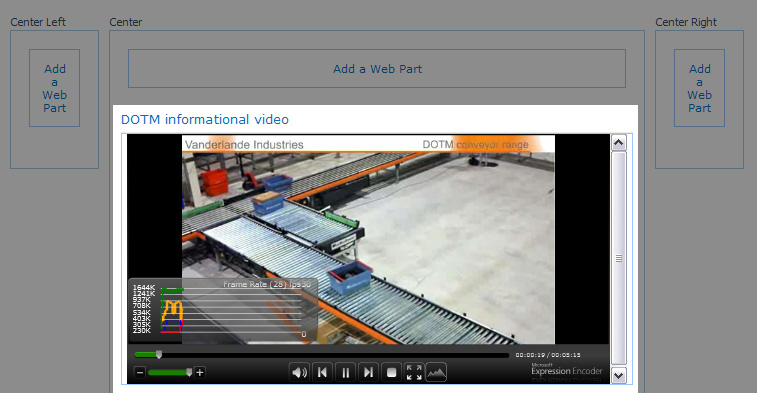 Center Left
Center
Center Right
Add a Web Part
Add
a
Web
Part
Add
a
Web
Part
DOTM informational video
Vanderlande Industries
DOTM conveyor range
Frame Rate (28) fps30
1644K
1241K
937K
708K
534K
403K
305K
230K
0
00:00:19 / 00:05:15
Microsoft
Expression Encoder